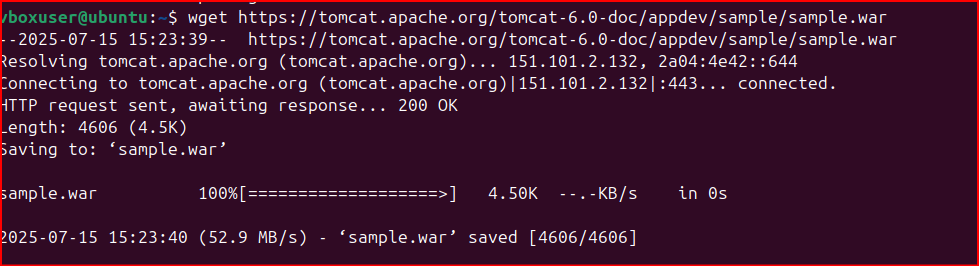 vboxuser@ubuntu:~$ wget https://tomcat.apache.org/tomcat-6.0-doc/appdev/sample/sample.war
--2025-07-15 15:23:39--  https://tomcat.apache.org/tomcat-6.0-doc/appdev/sample/sample.war
Resolving tomcat.apache.org (tomcat.apache.org)... 151.101.2.132, 2a04:4e42::644
Connecting to tomcat.apache.org (tomcat.apache.org)|151.101.2.132|:443... connected.
HTTP request sent, awaiting response... 200 OK
Length: 4606 (4.5K)
Saving to: ‘sample.war’
sample.war          100%[===================>]   4.50K  --.-KB/s    in 0s
2025-07-15 15:23:40 (52.9 MB/s) - ‘sample.war’ saved [4606/4606]